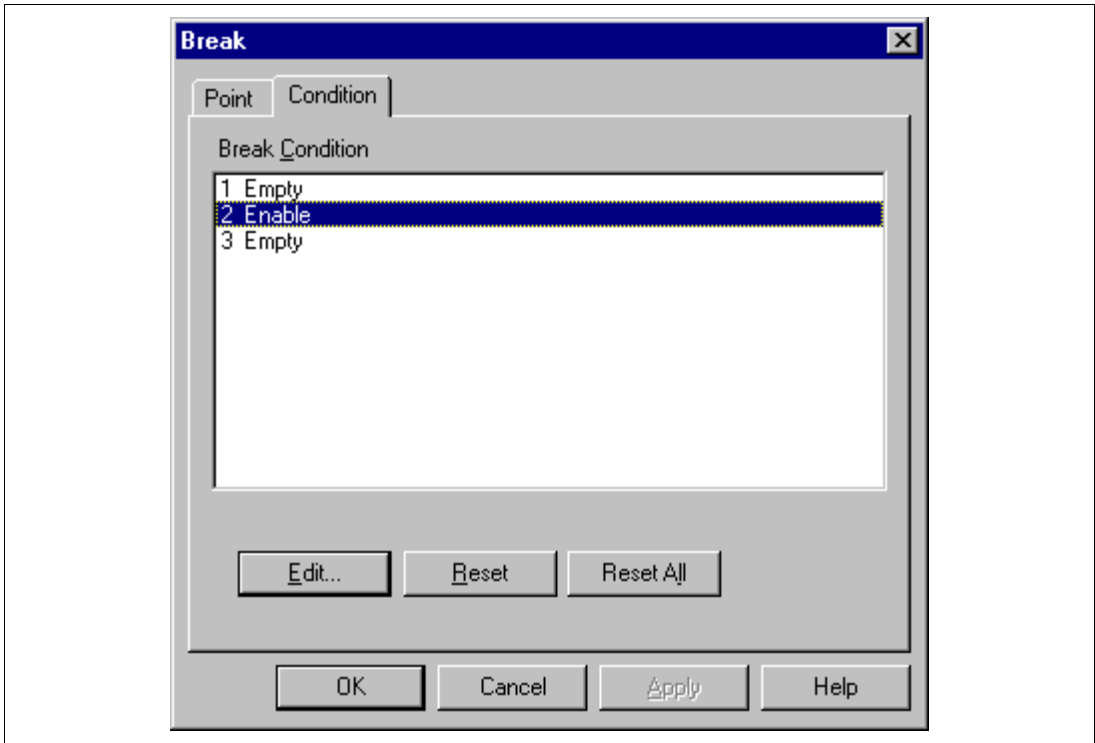 Break
Point Condition
Break Condition
1 Empty
2 Enable
3 Empty
Edit... Reset Reset All
OK Cancel Apply Help